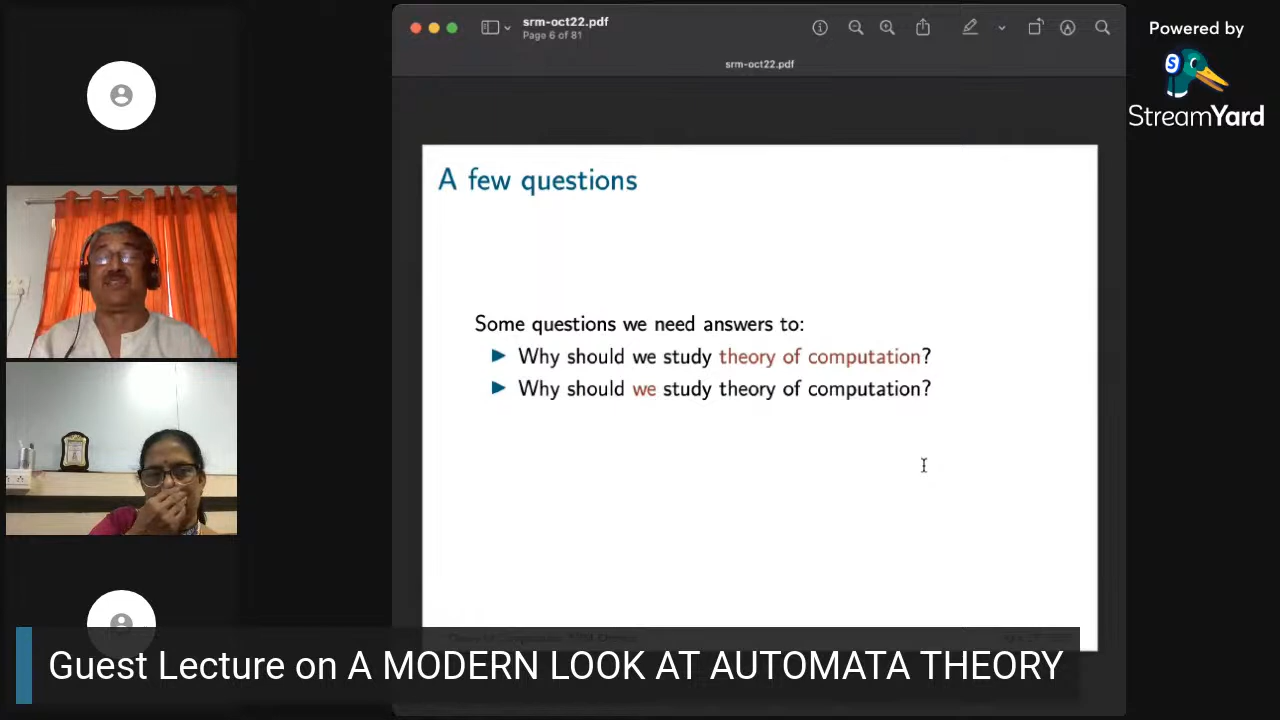 srm-oct22.pdf
Page 6 of 81
srm-oct22.pdf
Powered by
StreamYard
A few questions
Some questions we need answers to:
Why should we study theory of computation?
Why should we study theory of computation?
Guest Lecture on A MODERN LOOK AT AUTOMATA THEORY